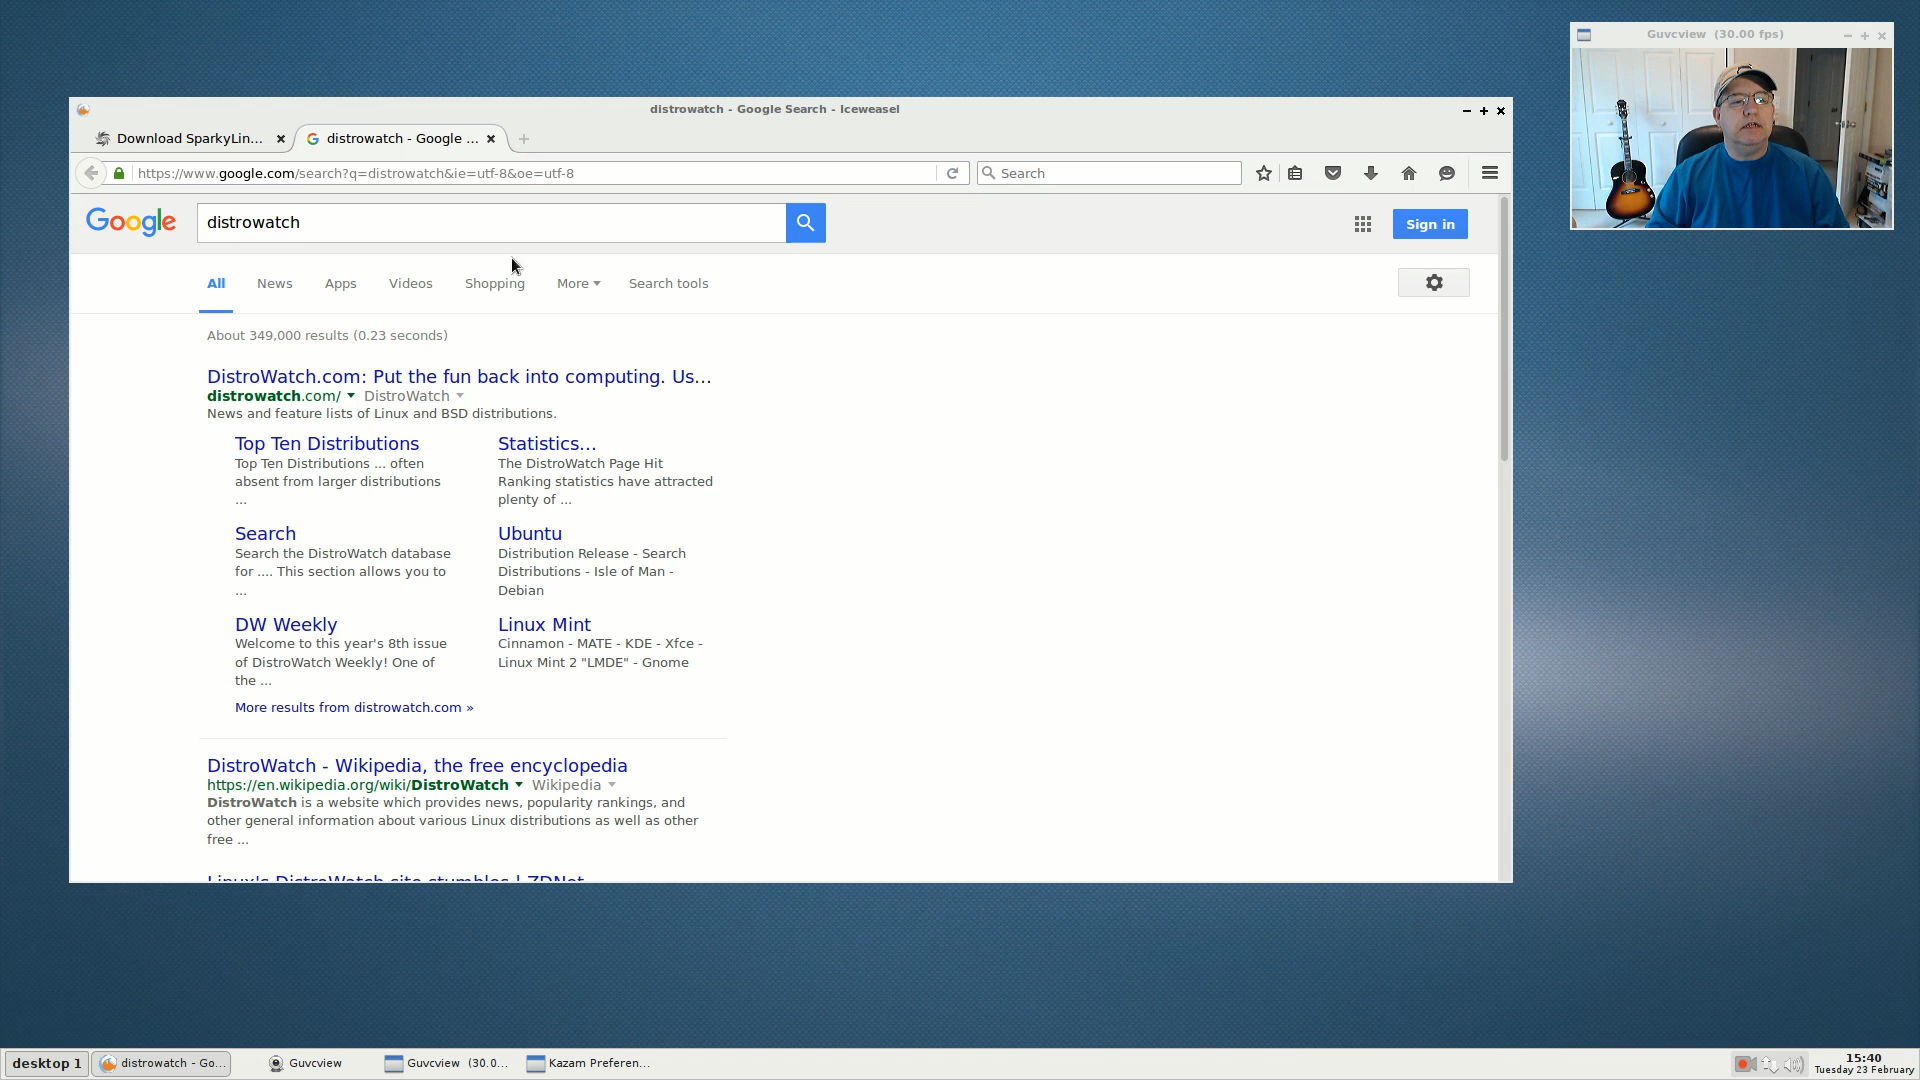 Guvcview (30.00 fps)
distrowatch - Google Search - Iceweasel
Download SparkyLin...
distrowatch - Google ...
https://www.google.com/search?q=distrowatch&ie=utf-8&oe=utf-8
Search
Google
distrowatch
Sign in
All
News
Apps
Videos
Shopping
More
Search tools
About 349,000 results (0.23 seconds)
DistroWatch.com: Put the fun back into computing. Us...
distrowatch.com/ DistroWatch
News and feature lists of Linux and BSD distributions.
Top Ten Distributions
Top Ten Distributions ... often
absent from larger distributions
...
Statistics...
The DistroWatch Page Hit
Ranking statistics have attracted
plenty of ...
Search
Search the DistroWatch database
for .... This section allows you to
...
Ubuntu
Distribution Release - Search
Distributions - Isle of Man -
Debian
DW Weekly
Welcome to this year's 8th issue
of DistroWatch Weekly! One of
the ...
Linux Mint
Cinnamon - MATE - KDE - Xfce -
Linux Mint 2 "LMDE" - Gnome
More results from distrowatch.com »
DistroWatch - Wikipedia, the free encyclopedia
https://en.wikipedia.org/wiki/DistroWatch Wikipedia
DistroWatch is a website which provides news, popularity rankings, and
other general information about various Linux distributions as well as other
free ...
Linux's DistroWatch site stumbles | ZDNet
desktop 1
distrowatch - Go...
Guvcview
Guvcview (30.0...
Kazam Preferen...
15:40
Tuesday 23 February